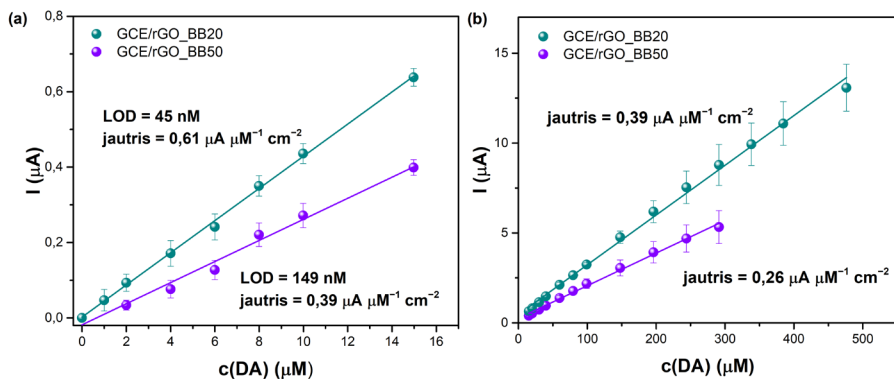 (a)
GCE/rGO_BB20
GCE/rGO_BB50
LOD = 45 nM
jautris = 0,61 μA μM⁻¹ cm⁻²
LOD = 149 nM
jautris = 0,39 μA μM⁻¹ cm⁻²
I (μA)
0,8
0,6
0,4
0,2
0,0
0 2 4 6 8 10 12 14 16
c(DA) (μM)
(b)
GCE/rGO_BB20
GCE/rGO_BB50
jautris = 0,39 μA μM⁻¹ cm⁻²
jautris = 0,26 μA μM⁻¹ cm⁻²
I (μA)
15
10
5
0
0 100 200 300 400 500
c(DA) (μM)